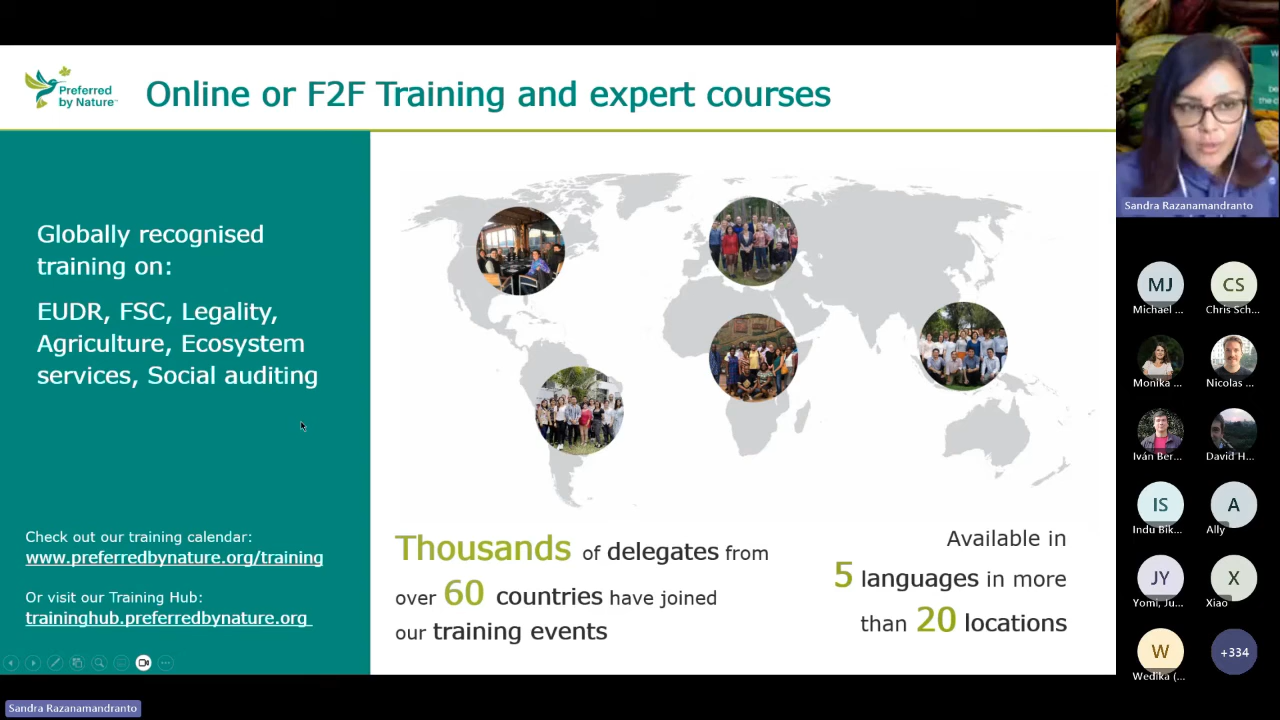 Preferred
by Nature™
Online or F2F Training and expert courses
Globally recognised
training on:
EUDR, FSC, Legality,
Agriculture, Ecosystem
services, Social auditing
Check out our training calendar:
www.preferredbynature.org/training
Or visit our Training Hub:
traininghub.preferredbynature.org
Thousands of delegates from
over 60 countries have joined
our training events
Available in
5 languages in more
than 20 locations
Sandra Razanamandranto
MJ
Michael ...
CS
Chris Sch...
Monika ...
Nicolas ...
Iván Ber...
David H...
IS
Indu Bik...
A
Ally
JY
Yomi, Ju...
X
Xiao
W
Wedika (...
+334
Sandra Razanamandranto